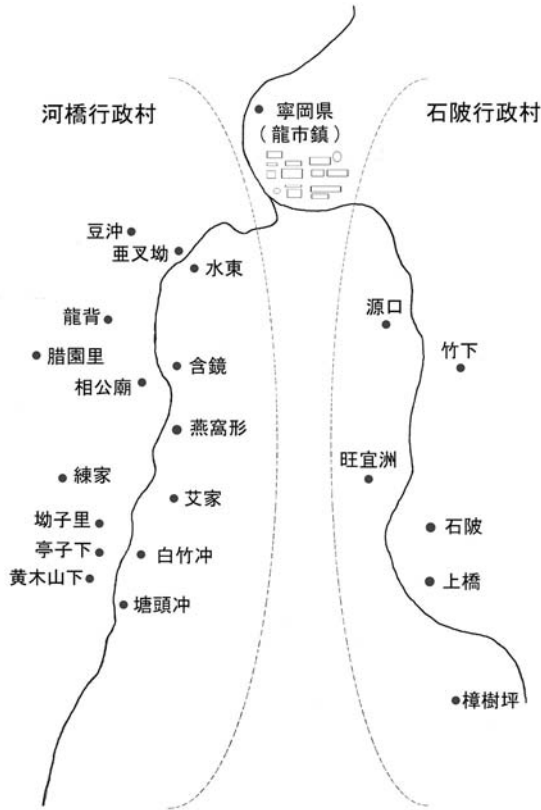 河橋行政村
寧岡県
（龍市鎮）
石陂行政村
豆沖
亜叉坳
水東
龍背
腊園里
相公廟
含鏡
燕窩形
練家
艾家
坳子里
亭子下
白竹冲
黄木山下
塘頭冲
源口
竹下
旺宜洲
石陂
上橋
樟樹坪